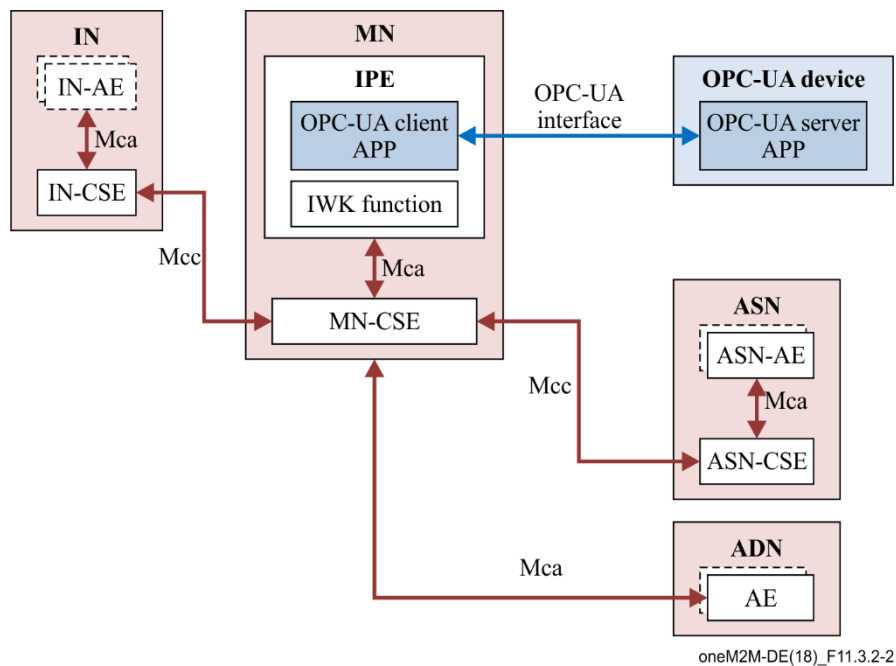 IN
IN-AE
Mca
IN-CSE
Mcc
MN
IPE
OPC-UA client
APP
IWK function
Mca
MN-CSE
OPC-UA
interface
OPC-UA device
OPC-UA server
APP
Mcc
ASN
ASN-AE
Mca
ASN-CSE
Mca
ADN
AE
oneM2M-DE(18)_F11.3.2-2